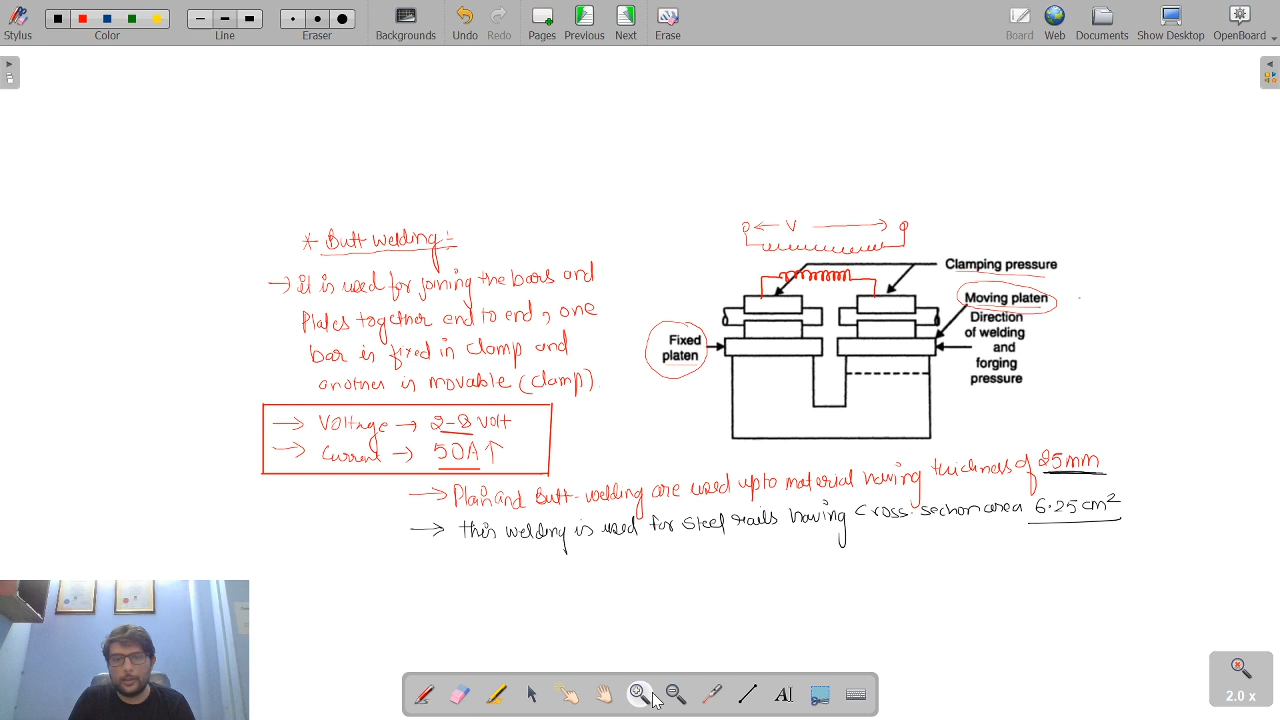 Stylus
Color
Line
Eraser
Backgrounds
Undo
Redo
Pages
Previous
Next
Erase
Board
Web
Documents
Show Desktop
OpenBoard
* Butt welding :-
→ it is used for joining the bars and
Plates together end to end, one
bar is fixed in clamp and
another is movable (clamp).
→ Voltage → 2-8 volt
→ Current → 50A ↑
→ Plain and Butt-welding are used upto material having thickness of 25mm
→ this welding is used for steel rails having cross-section area 6.25 cm²
V
Clamping pressure
Moving platen
Direction
of welding
and
forging
pressure
Fixed
platen
2.0 x